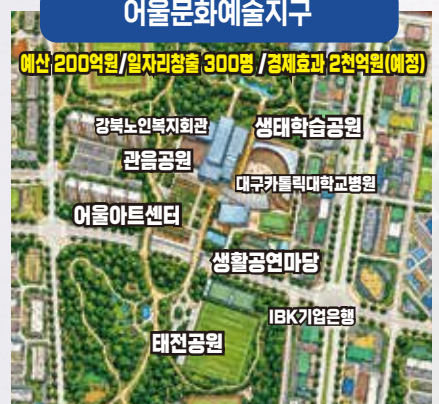 어울문화예술지구
예산 200억원/일자리창출 300명 /경제효과 2천억원(예정)
강북노인복지회관
생태학습공원
관음공원
대구카톨릭대학교병원
어울아트센터
생활공연마당
IBK기업은행
태전공원